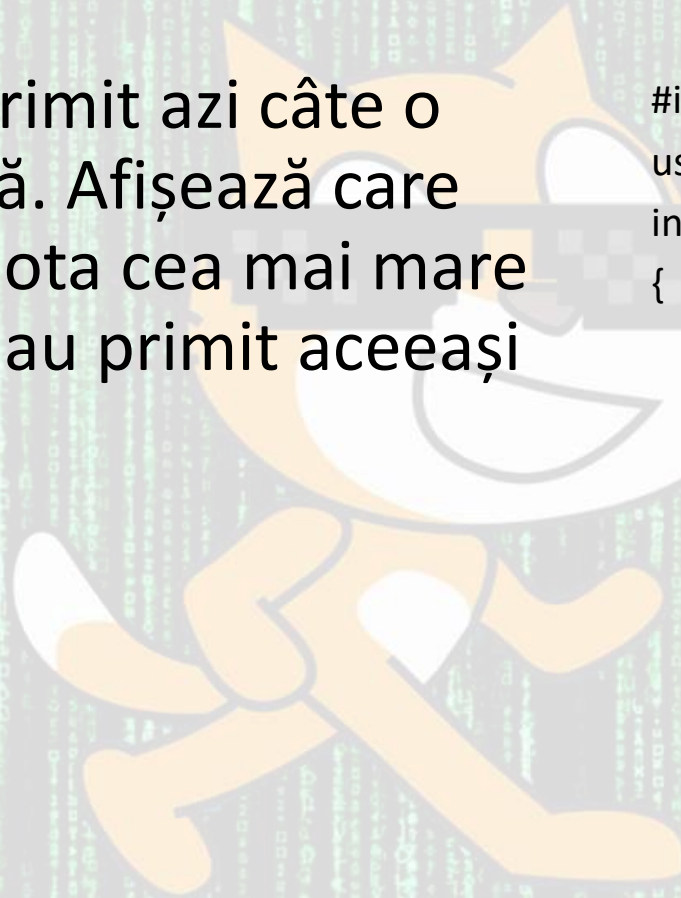 rimit azi câte o
ă. Afișează care
ota cea mai mare
au primit aceeași
#i
us
in
{